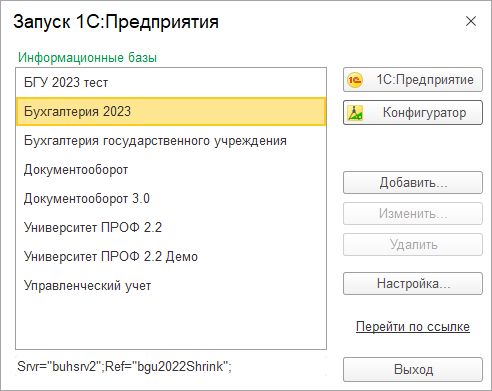 Запуск 1С:Предприятия
Информационные базы
БГУ 2023 тест
Бухгалтерия 2023
Бухгалтерия государственного учреждения
Документооборот
Документооборот 3.0
Университет ПРОФ 2.2
Университет ПРОФ 2.2 Демо
Управленческий учет
1С:Предприятие
Конфигуратор
Добавить...
Изменить...
Удалить
Настройка...
Перейти по ссылке
Srvr="buhsrv2";Ref="bgu2022Shrink";
Выход